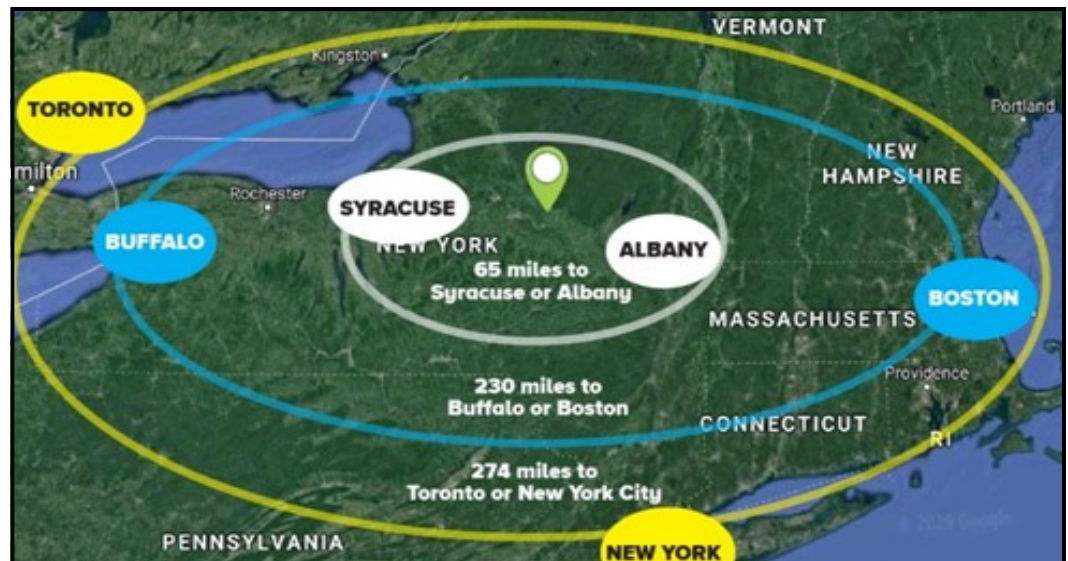 VERMONT
Kingston
TORONTO
Portland
NEW
HAMPSHIRE
milton
Rochester
SYRACUSE
NEW YORK
ALBANY
BUFFALO
65 miles to
Syracuse or Albany
BOSTON
MASSACHUSETTS
230 miles to
Buffalo or Boston
Providence
CONNECTICUT
RI
274 miles to
Toronto or New York City
© 2019 Google
PENNSYLVANIA
NEW YORK